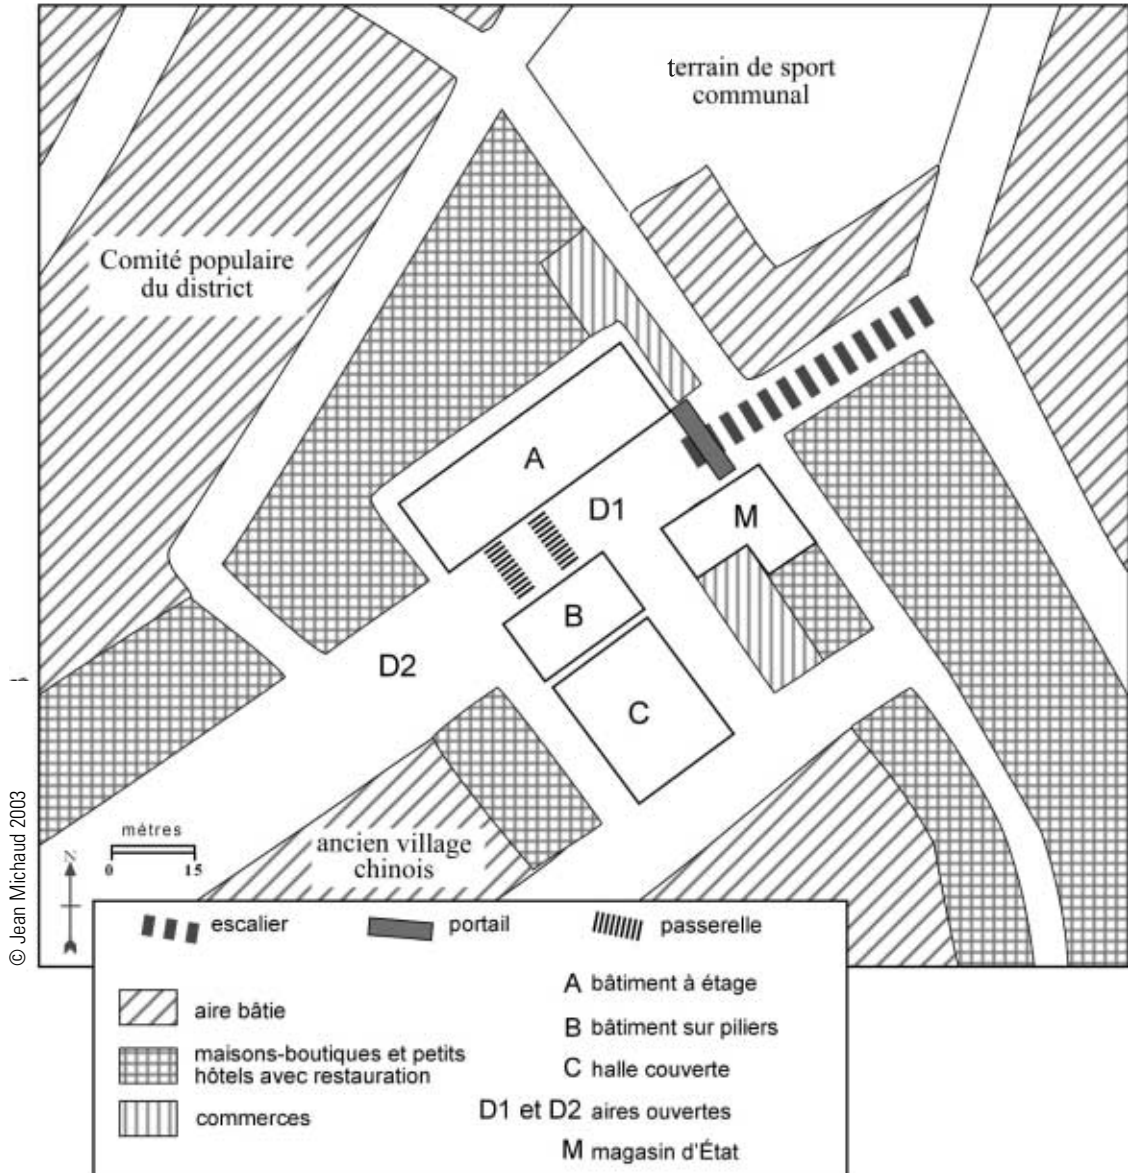 terrain de sport
communal
Comité populaire
du district
A
D1
M
B
D2
C
© Jean Michaud 2003
mètres
0 15
N
ancien village
chinois
escalier
portail
passerelle
aire bâtie
maisons-boutiques et petits
hôtels avec restauration
commerces
A bâtiment à étage
B bâtiment sur piliers
C halle couverte
D1 et D2 aires ouvertes
M magasin d'État